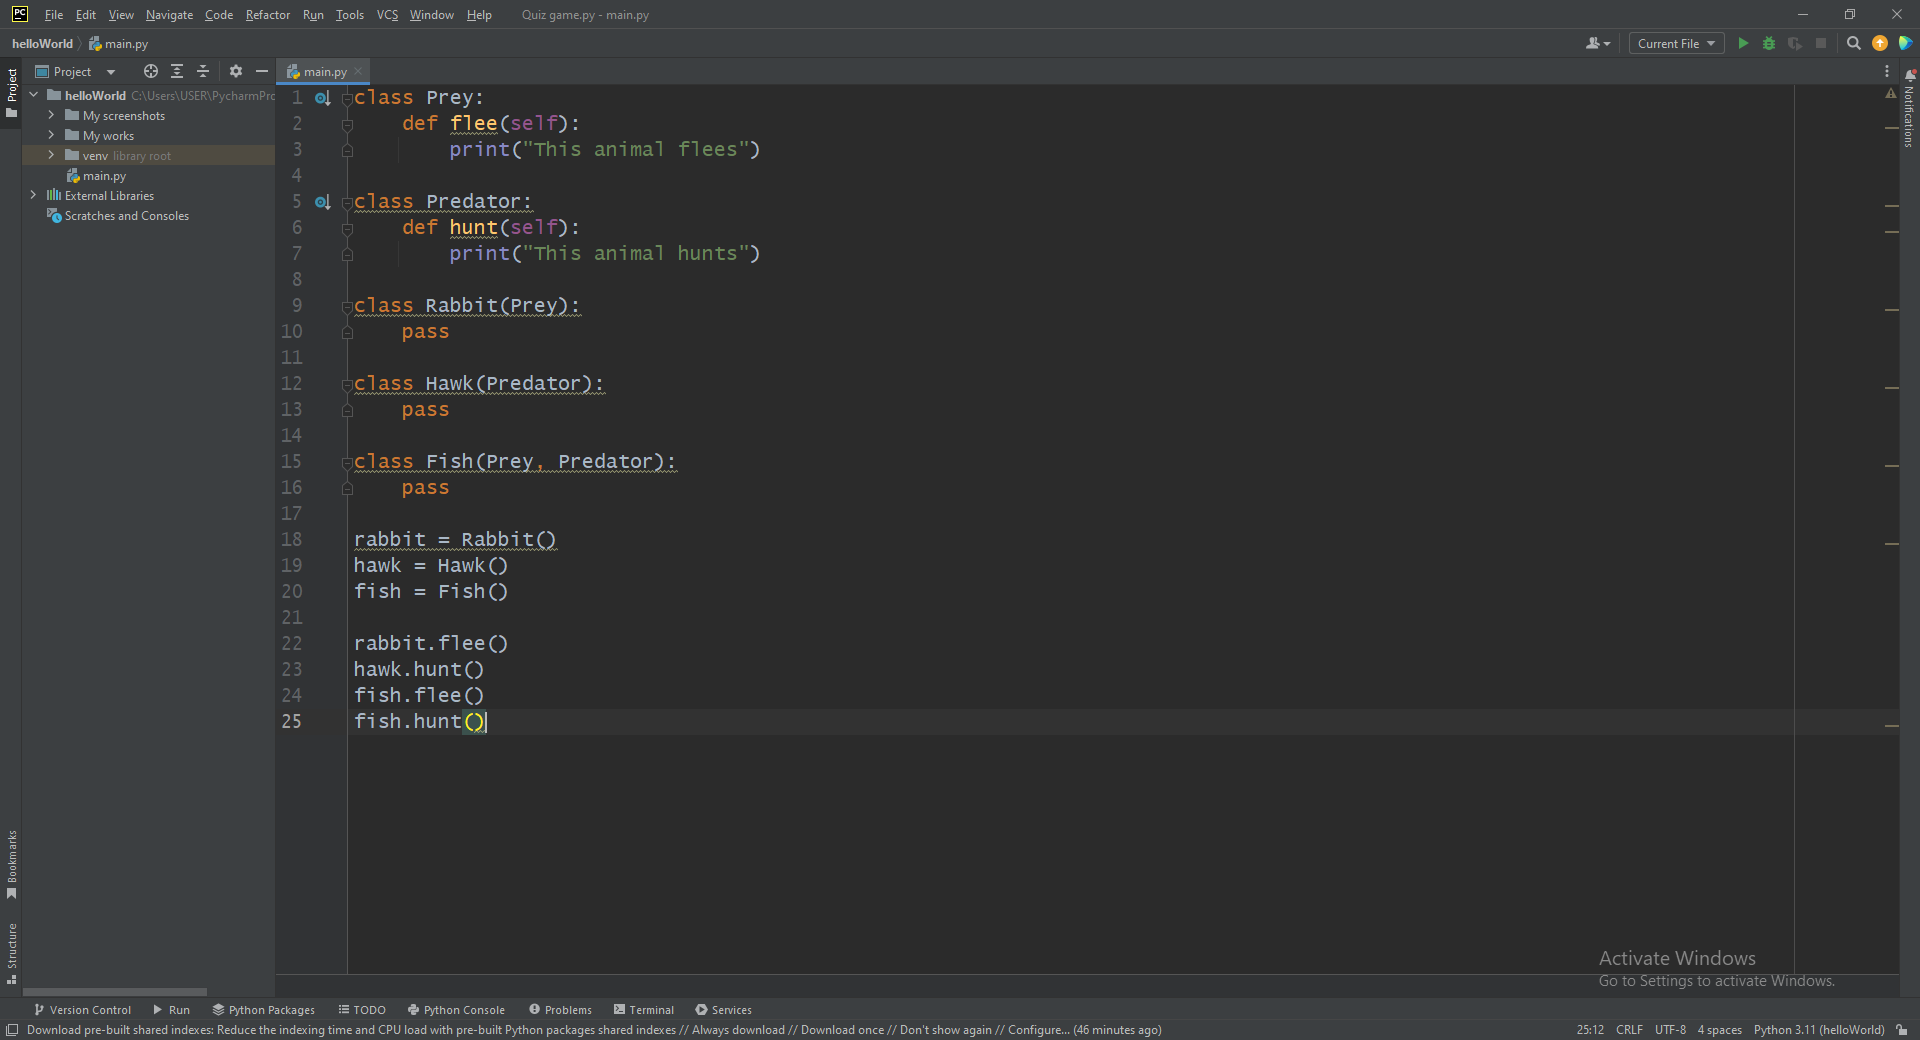 PC File Edit View Navigate Code Refactor Run Tools VCS Window Help Quiz game.py - main.py
helloWorld main.py Current File
Project main.py
Project
helloWorld C:\Users\USER\PycharmPro
My screenshots
My works
venv library root
main.py
External Libraries
Scratches and Consoles
Bookmarks
Structure
Notifications
1 class Prey:
2 def flee(self):
3 print("This animal flees")
4
5 class Predator:
6 def hunt(self):
7 print("This animal hunts")
8
9 class Rabbit(Prey):
10 pass
11
12 class Hawk(Predator):
13 pass
14
15 class Fish(Prey, Predator):
16 pass
17
18 rabbit = Rabbit()
19 hawk = Hawk()
20 fish = Fish()
21
22 rabbit.flee()
23 hawk.hunt()
24 fish.flee()
25 fish.hunt()
Activate Windows
Go to Settings to activate Windows.
Version Control Run Python Packages TODO Python Console Problems Terminal Services
Download pre-built shared indexes: Reduce the indexing time and CPU load with pre-built Python packages shared indexes // Always download // Download once // Don't show again // Configure... (46 minutes ago) 25:12 CRLF UTF-8 4 spaces Python 3.11 (helloWorld)